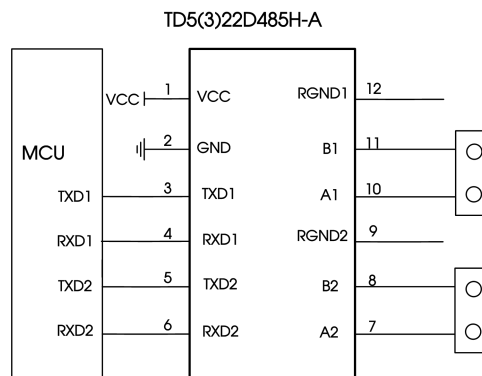 TD5(3)22D485H-A
VCC 1 VCC RGND1 12
MCU 2 GND B1 11
TXD1 3 TXD1 A1 10
RXD1 4 RXD1 RGND2 9
TXD2 5 TXD2 B2 8
RXD2 6 RXD2 A2 7